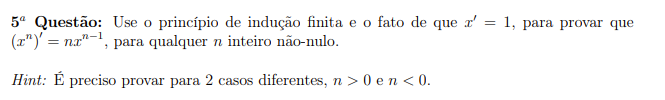 5ª Questão: Use o princípio de indução finita e o fato de que x′ = 1, para provar que
(xⁿ)′ = nxⁿ⁻¹, para qualquer n inteiro não-nulo.
Hint: É preciso provar para 2 casos diferentes, n > 0 e n < 0.